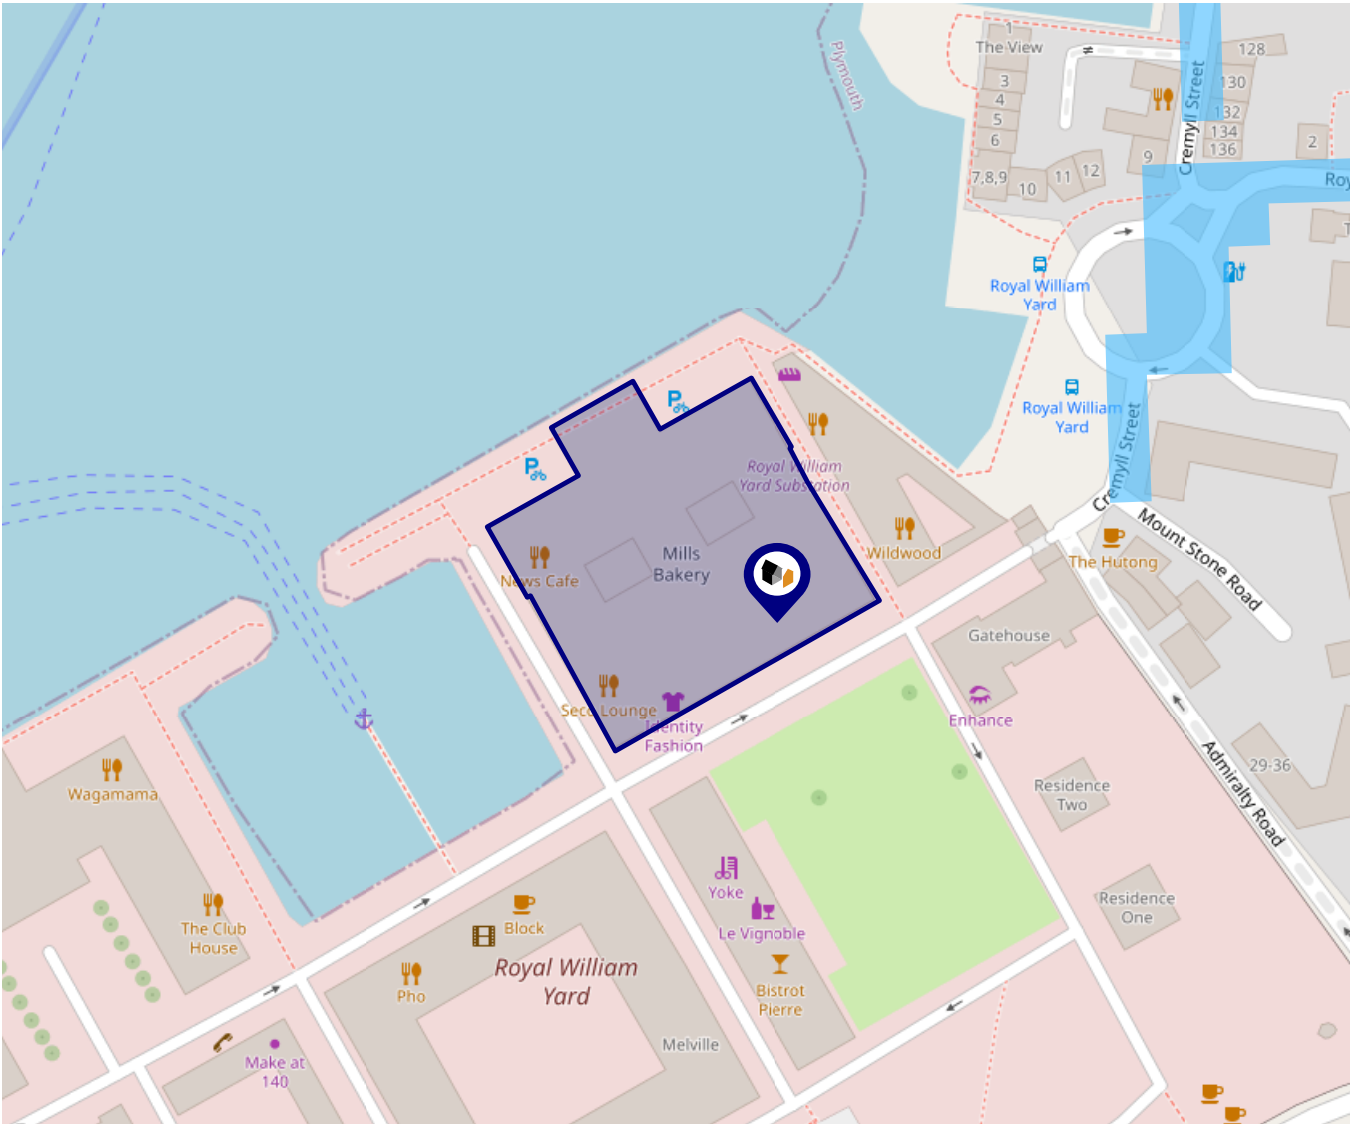 Plymouth
1
The View
3
4
5
6
7,8,9
10
11
12
9
128
130
132
134
136
2
Cremyll Street
Roy
Royal William
Yard
Royal William
Yard
Cremyll Street
Royal William
Yard Substation
Mills
Bakery
News Cafe
Wildwood
The Hutong
Mount Stone Road
Gatehouse
Seco Lounge
Identity
Fashion
Enhance
Wagamama
Residence
Two
29-36
Admiralty Road
Yoke
Le Vignoble
Residence
One
The Club
House
Block
Pho
Royal William
Yard
Bistrot
Pierre
Melville
Make at
140